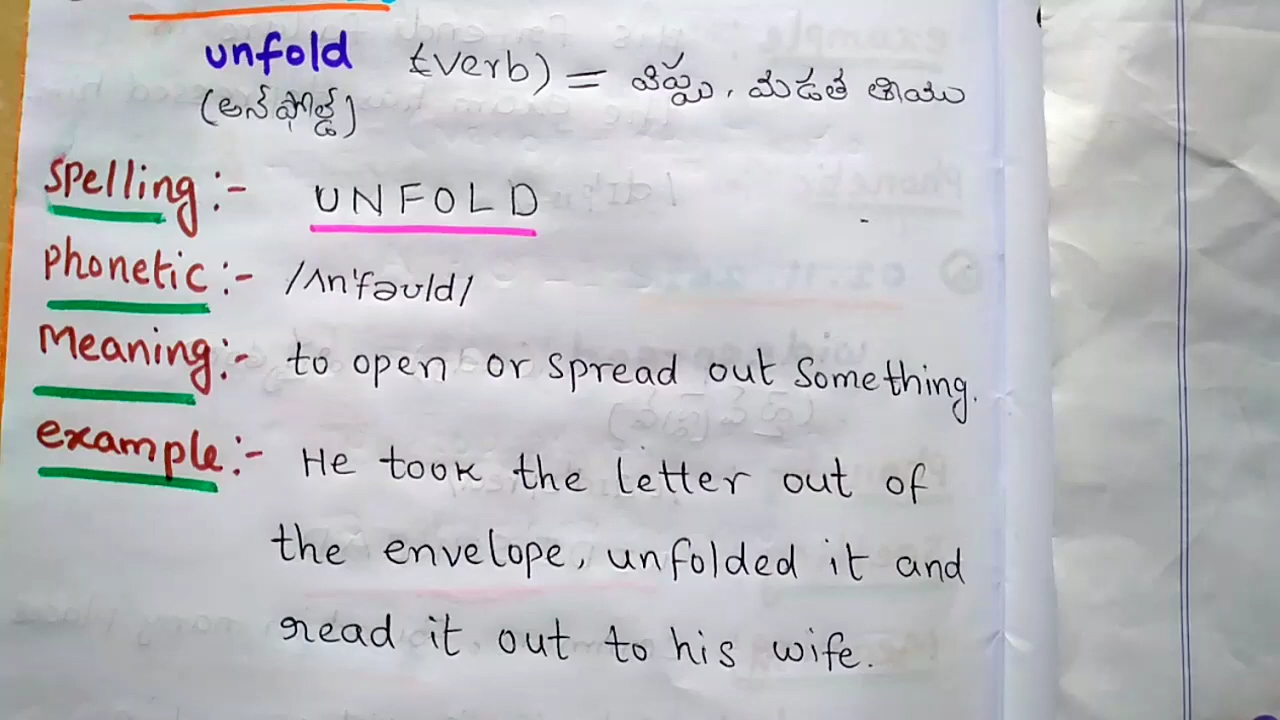 unfold (verb) = విప్పు, మడత తీయు
(అన్‌ఫోల్డ్)
Spelling :- UNFOLD
Phonetic :- /ʌn'fəʊld/
Meaning :- to open or spread out something.
example :- He took the letter out of
the envelope, unfolded it and
read it out to his wife.